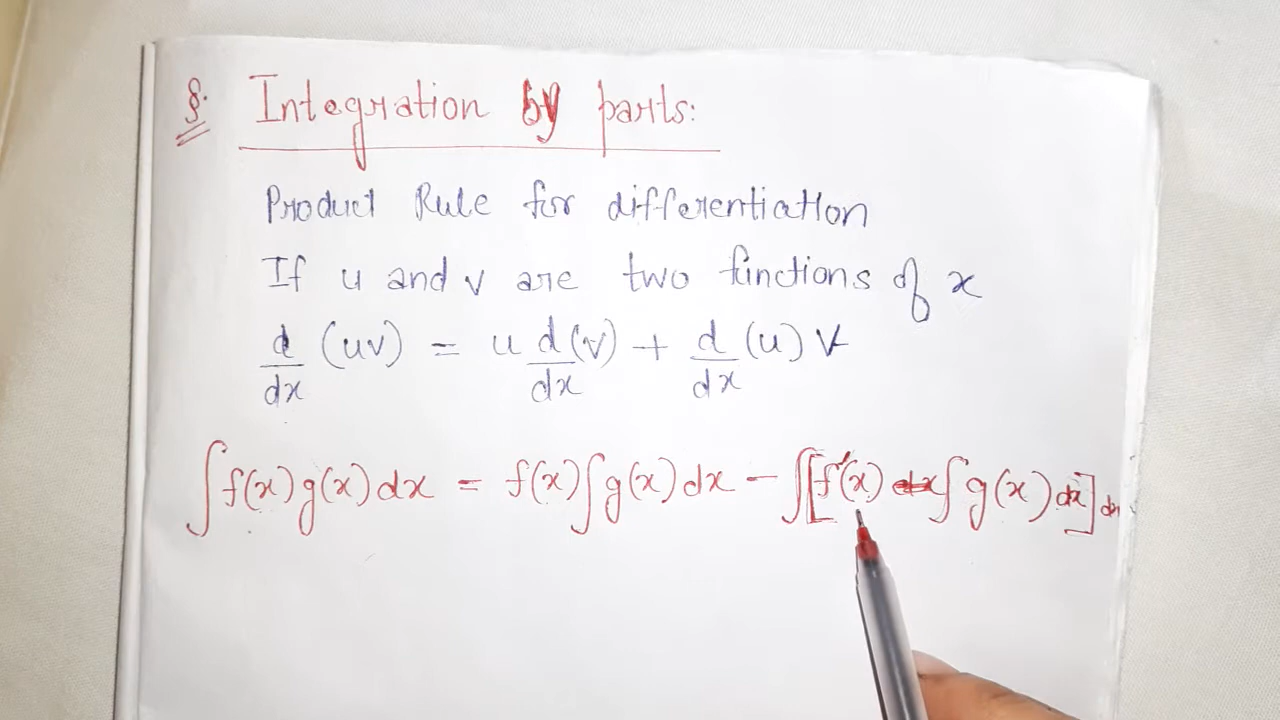 §. Integration by parts:
Product Rule for differentiation
If u and v are two functions of x
d/dx (uv) = u d/dx (v) + d/dx (u) v
∫ f(x) g(x) dx = f(x) ∫ g(x) dx − ∫ [f'(x) ∫ g(x) dx] dx